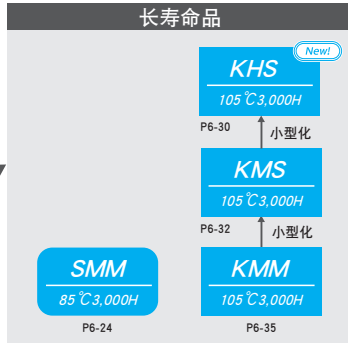 长寿命品
New!
KHS
105℃3,000H
P6-30
小型化
KMS
105℃3,000H
P6-32
小型化
SMM
85℃3,000H
P6-24
KMM
105℃3,000H
P6-35